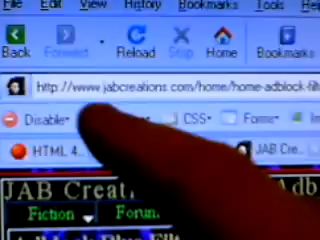 File Edit View History Bookmarks Tools
Back Forward Reload Stop Home Bookmarks
http://www.jabcreations.com/home/home-adblock-filt
Disable CSS Forms
HTML 4. JAB Cre..
JAB Creat Adb
Fiction Forum.